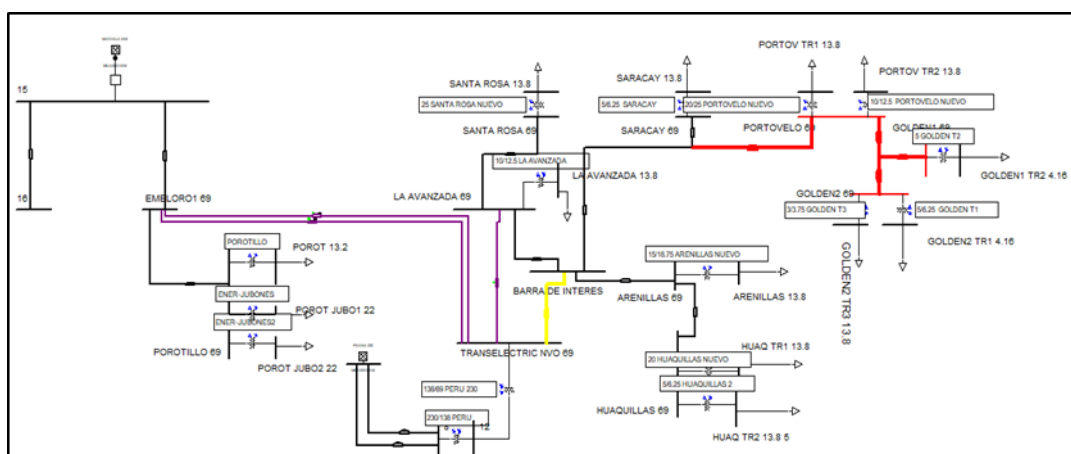 15
16
EMELORO1 69
POROTILLO
POROT 13.2
ENER-JUBONES
POROT JUBO1 22
ENER-JUBONES2
POROTILLO 69
POROT JUBO2 22
SANTA ROSA 13.8
25 SANTA ROSA NUEVO
SANTA ROSA 69
10/12.5 LA AVANZADA
LA AVANZADA 13.8
LA AVANZADA 69
BARRA DE INTERES
TRANSELECTRIC NVO 69
138/69 PERU 230
230/138 PERU
12
SARACAY 13.8
5/6.25 SARACAY
SARACAY 69
PORTOV TR1 13.8
20/25 PORTOVELO NUEVO
PORTOVELO 69
PORTOV TR2 13.8
10/12.5 PORTOVELO NUEVO
GOLDEN1 69
5 GOLDEN T2
GOLDEN1 TR2 4.16
GOLDEN2 69
3/3.75 GOLDEN T3
5/6.25 GOLDEN T1
GOLDEN2 TR1 4.16
GOLDEN2 TR3 13.8
15/18.75 ARENILLAS NUEVO
ARENILLAS 69
ARENILLAS 13.8
HUAQ TR1 13.8
20 HUAQUILLAS NUEVO
5/6.25 HUAQUILLAS 2
HUAQUILLAS 69
HUAQ TR2 13.8 5